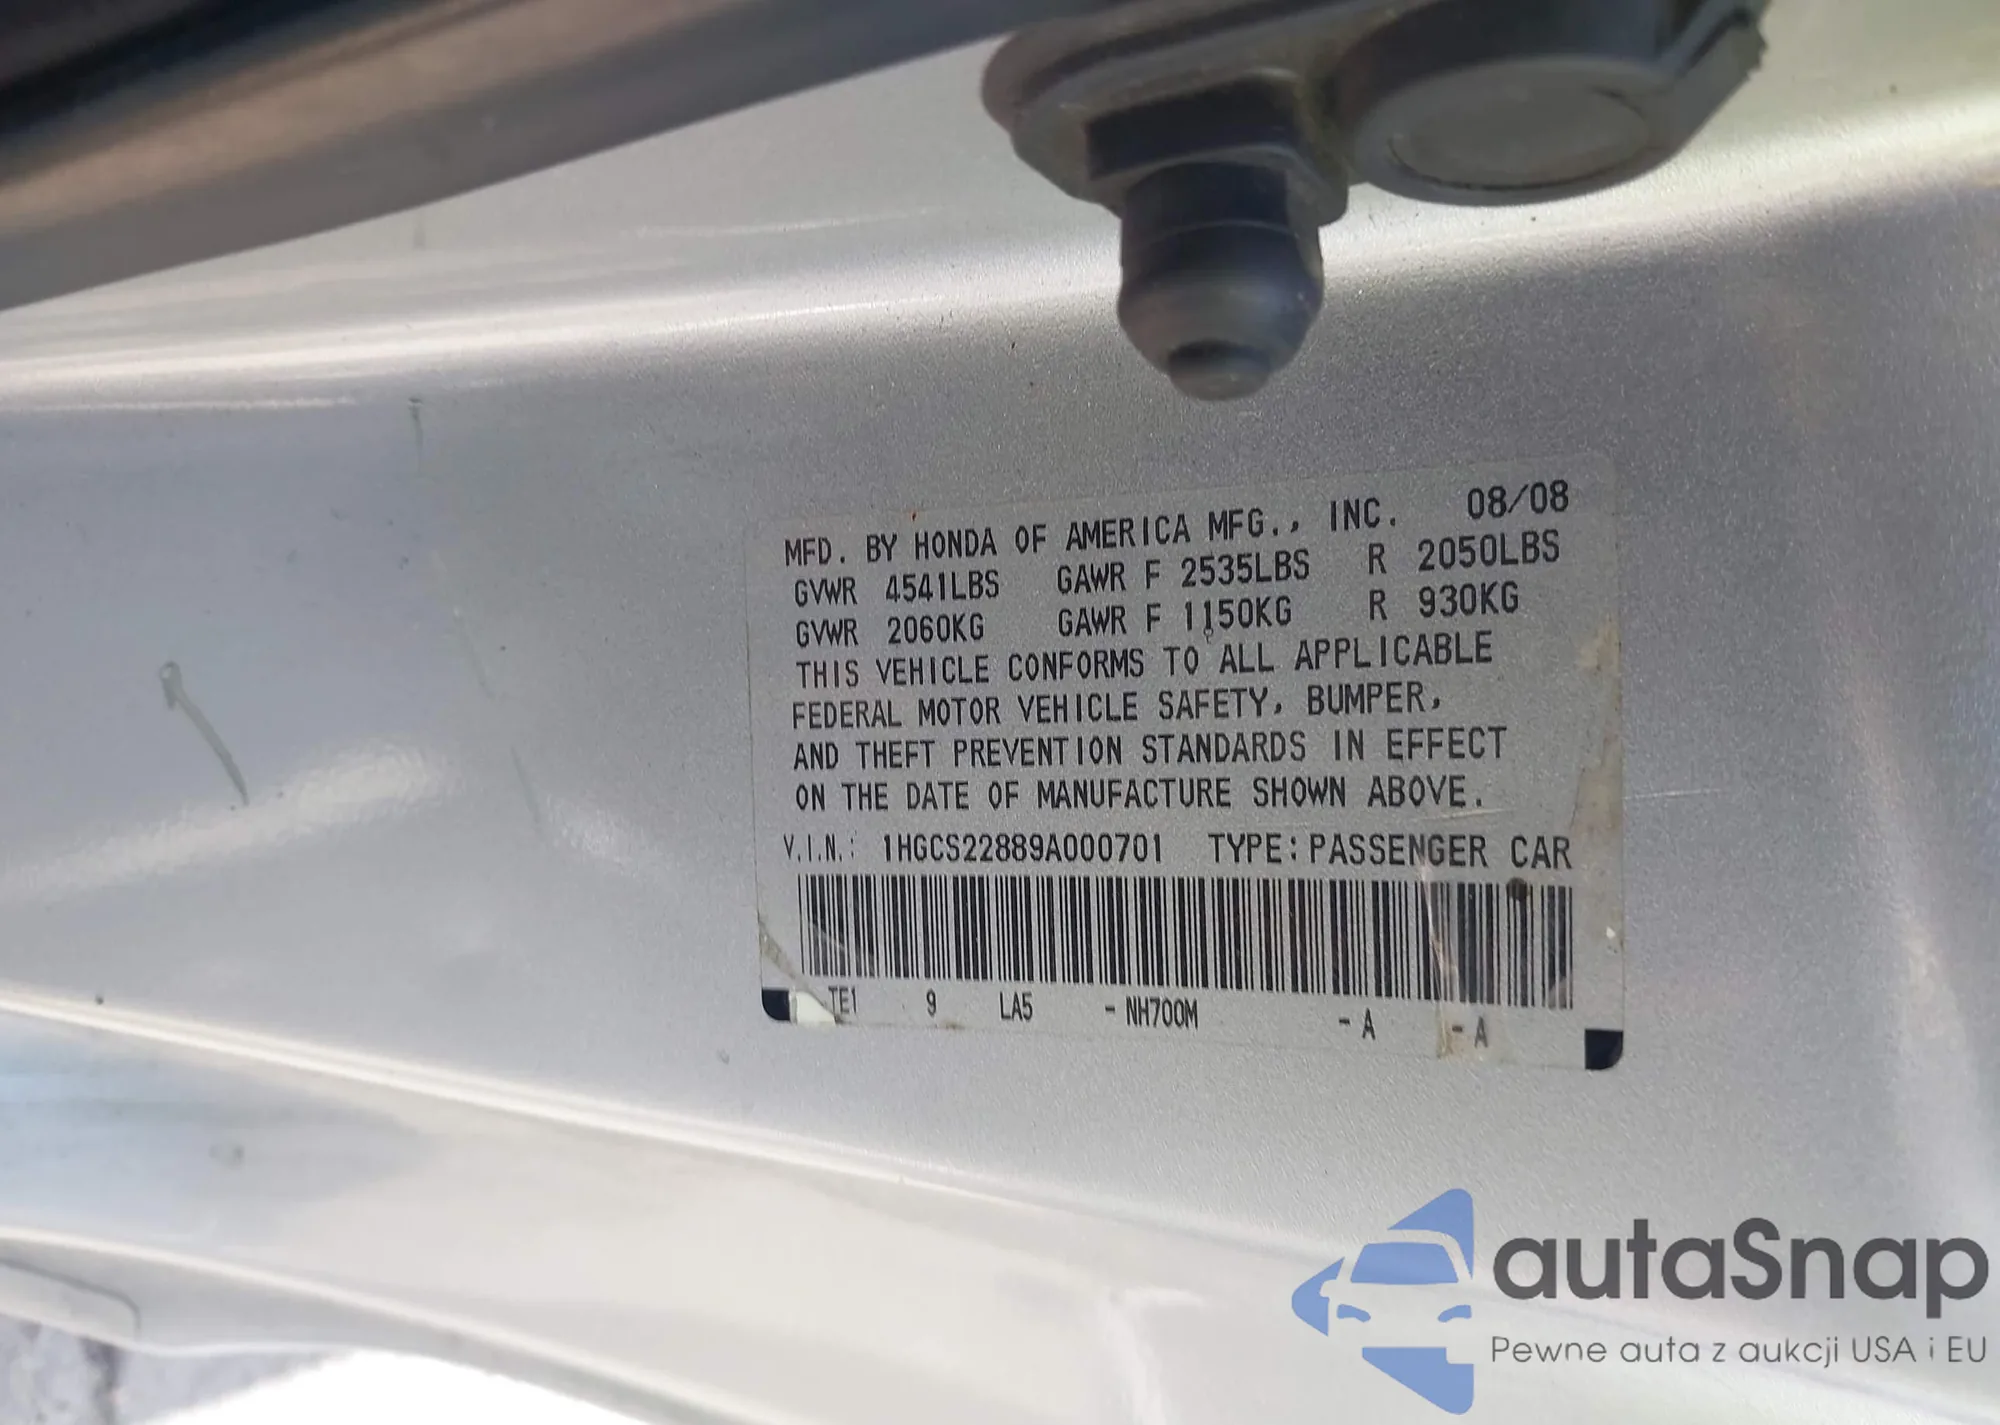 MFD. BY HONDA OF AMERICA MFG., INC. 08/08
GVWR 4541LBS GAWR F 2535LBS R 2050LBS
GVWR 2060KG GAWR F 1150KG R 930KG
THIS VEHICLE CONFORMS TO ALL APPLICABLE
FEDERAL MOTOR VEHICLE SAFETY, BUMPER,
AND THEFT PREVENTION STANDARDS IN EFFECT
ON THE DATE OF MANUFACTURE SHOWN ABOVE.
V.I.N.: 1HGCS22889A000701 TYPE: PASSENGER CAR
TE1 9 LA5 - NH700M - A - A
autaSnap
Pewne auta z aukcji USA i EU